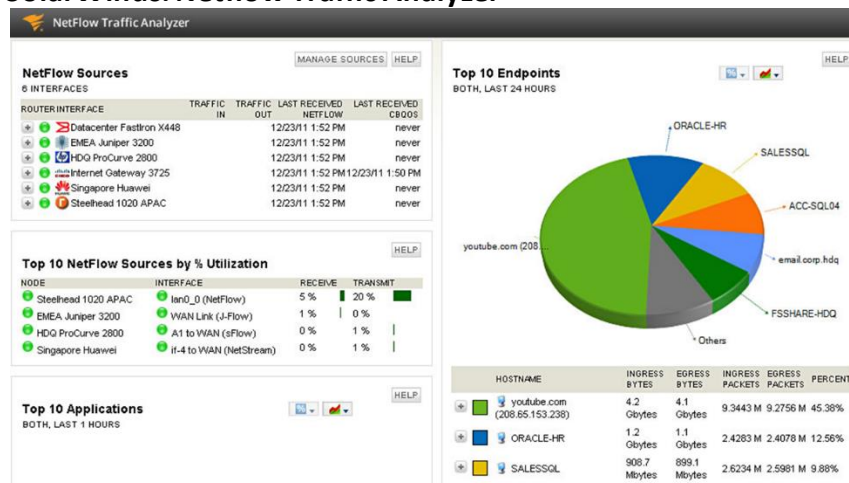 SolarWinds: Netflow Traffic Analyzer
NetFlow Traffic Analyzer
MANAGE SOURCES HELP
NetFlow Sources
6 INTERFACES
ROUTER INTERFACE TRAFFIC IN TRAFFIC OUT LAST RECEIVED NETFLOW LAST RECEIVED CBQOS
Datacenter FastIron X448 12/23/11 1:52 PM never
EMEA Juniper 3200 12/23/11 1:52 PM never
HDQ ProCurve 2800 12/23/11 1:52 PM never
Internet Gateway 3725 12/23/11 1:52 PM 12/23/11 1:50 PM
Singapore Huawei 12/23/11 1:52 PM never
Steelhead 1020 APAC 12/23/11 1:52 PM never
HELP
Top 10 NetFlow Sources by % Utilization
NODE INTERFACE RECEIVE TRANSMIT
Steelhead 1020 APAC lan0_0 (NetFlow) 5 % 20 %
EMEA Juniper 3200 WAN Link (J-Flow) 1 % 0 %
HDQ ProCurve 2800 A1 to WAN (sFlow) 0 % 1 %
Singapore Huawei if-4 to WAN (NetStream) 0 % 1 %
HELP
Top 10 Applications
BOTH, LAST 1 HOURS
HELP
Top 10 Endpoints
BOTH, LAST 24 HOURS
ORACLE-HR
SALESSQL
ACC-SQL04
youtube.com (208...
email.corp.hdq
FSSHARE-HDQ
Others
HOSTNAME INGRESS BYTES EGRESS BYTES INGRESS PACKETS EGRESS PACKETS PERCENT
youtube.com (208.65.153.238) 4.2 Gbytes 4.1 Gbytes 9.3443 M 9.2756 M 45.38%
ORACLE-HR 1.2 Gbytes 1.1 Gbytes 2.4283 M 2.4078 M 12.56%
SALESSQL 908.7 Mbytes 899.1 Mbytes 2.6234 M 2.5981 M 9.88%